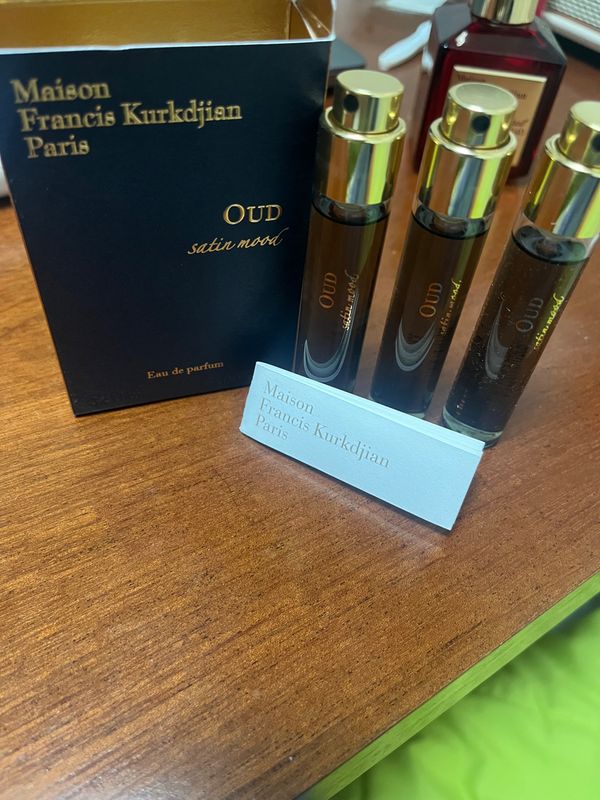 Maison
Francis Kurkdjian
Paris
OUD
satin mood
Eau de parfum
OUD
satin mood
OUD
satin mood
OUD
satin mood
Maison
Francis Kurkdjian
Paris